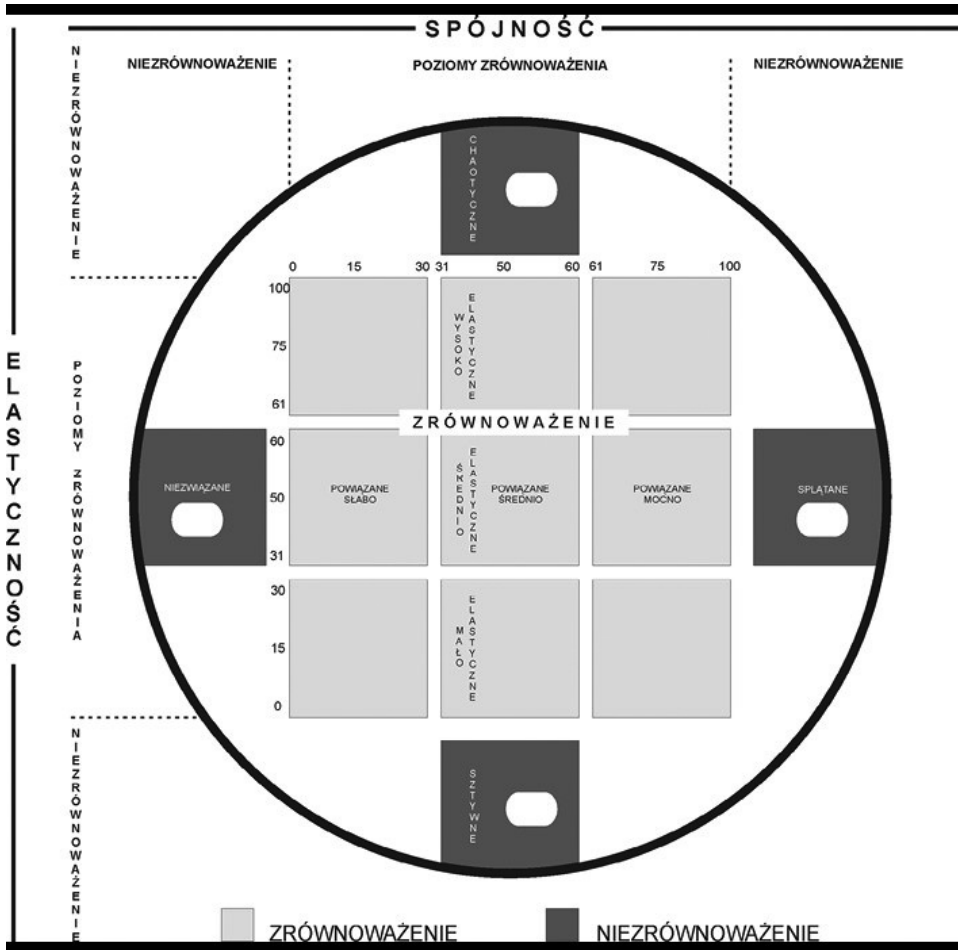 SPÓJNOŚĆ
NIEZRÓWNOWAŻENIE
POZIOMY ZRÓWNOWAŻENIA
NIEZRÓWNOWAŻENIE
ELASTYCZNOŚĆ
NIEZRÓWNOWAŻENIE
POZIOMY ZRÓWNOWAŻENIA
NIEZRÓWNOWAŻENIE
CHAOTYCZNE
0 15 30 31 50 60 61 75 100
100
75
61
WYSOKO
ELASTYCZNE
ZRÓWNOWAŻENIE
60
50
31
NIEZWIĄZANE
POWIĄZANE
SŁABO
ŚREDNIO
ELASTYCZNE
POWIĄZANE
ŚREDNIO
POWIĄZANE
MOCNO
SPLĄTANE
30
15
0
MAŁO
ELASTYCZNE
SZTYWNE
ZRÓWNOWAŻENIE
NIEZRÓWNOWAŻENIE